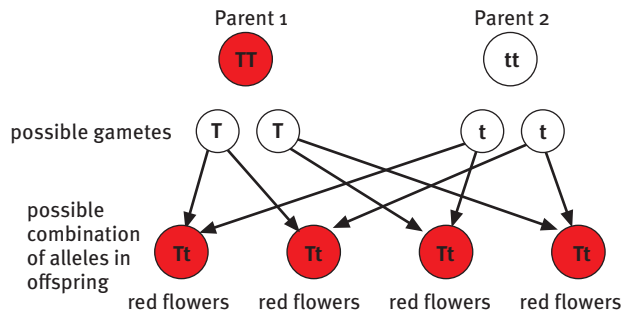 Parent 1 Parent 2
TT tt
possible gametes T T t t
possible
combination
of alleles in
offspring
Tt Tt Tt Tt
red flowers red flowers red flowers red flowers